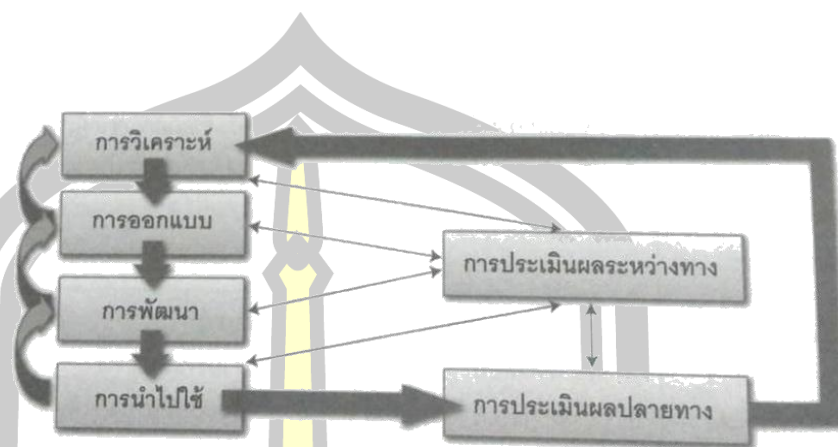 การวิเคราะห์
การออกแบบ
การประเมินผลระหว่างทาง
การพัฒนา
การนำไปใช้
การประเมินผลปลายทาง